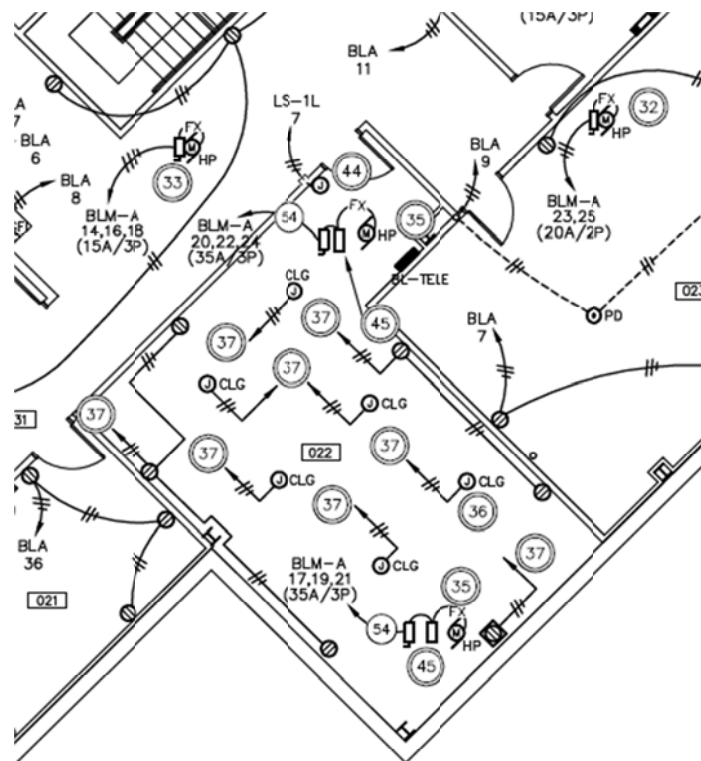 (15A/3P)
BLA
11
LS-1L
7
FX
32
BLA
6
HP
33
BLA
8
BLA
9
44
FX
HP
BLM-A
14,16,18
(15A/3P)
BLM-A
20,22,24
(35A/3P)
54
FX
HP
35
BLM-A
23,25
(20A/2P)
BL-TELE
CLG
023
PD
37
37
45
BLA
7
37
CLG
CLG
37
31
37
022
37
CLG
CLG
37
36
BLA
36
CLG
37
BLM-A
17,19,21
(35A/3P)
021
35
FX
54
HP
45